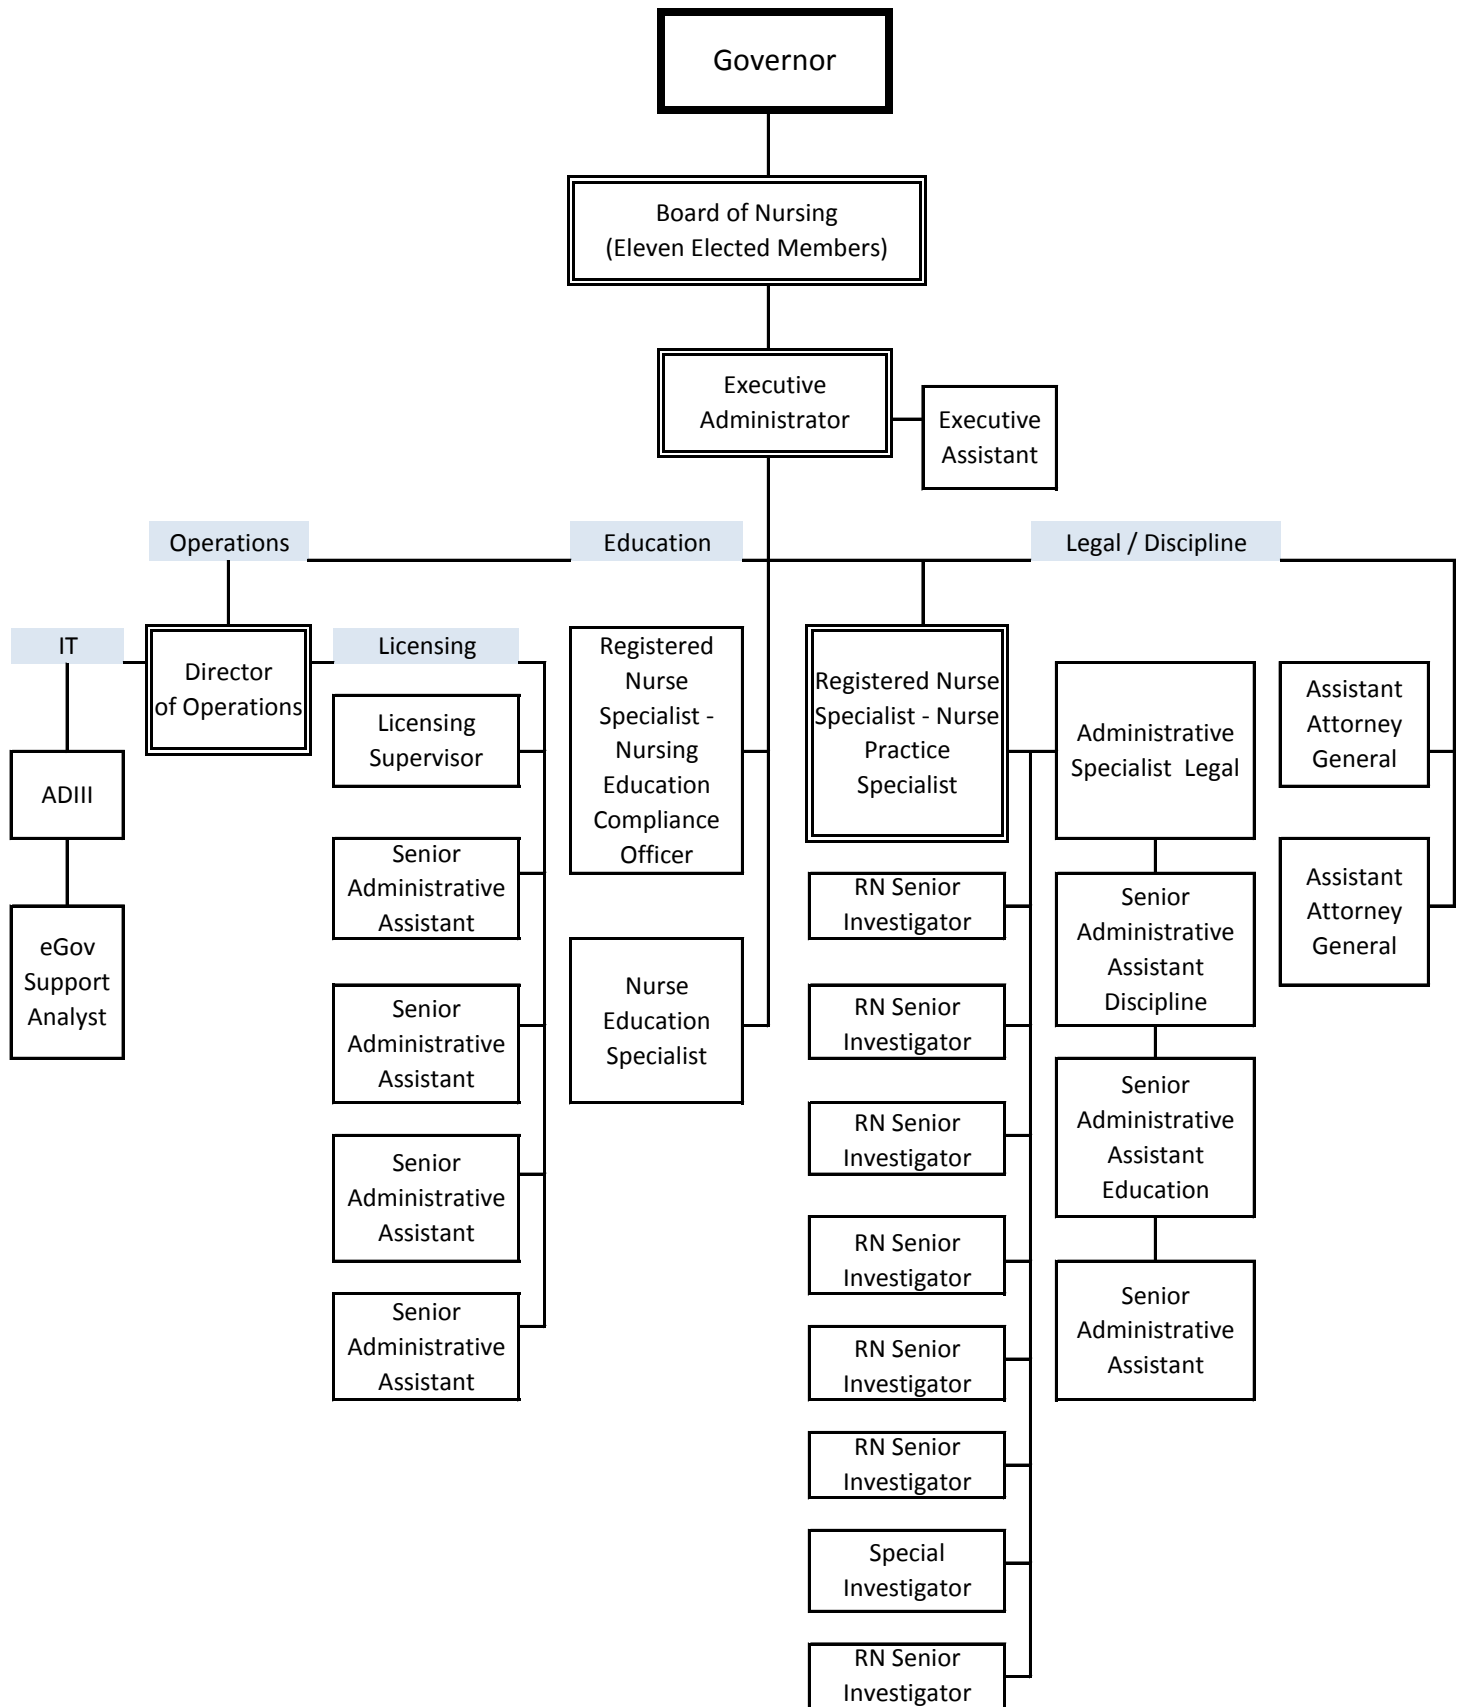 Governor
Board of Nursing
(Eleven Elected Members)
Executive
Administrator
Executive
Assistant
Operations
Education
Legal / Discipline
IT
Director
of Operations
Licensing
Licensing
Supervisor
ADIII
eGov
Support
Analyst
Senior
Administrative
Assistant
Senior
Administrative
Assistant
Senior
Administrative
Assistant
Senior
Administrative
Assistant
Registered
Nurse
Specialist -
Nursing
Education
Compliance
Officer
Nurse
Education
Specialist
Registered Nurse
Specialist - Nurse
Practice
Specialist
RN Senior
Investigator
RN Senior
Investigator
RN Senior
Investigator
RN Senior
Investigator
RN Senior
Investigator
RN Senior
Investigator
Special
Investigator
RN Senior
Investigator
Administrative
Specialist  Legal
Senior
Administrative
Assistant
Discipline
Senior
Administrative
Assistant
Education
Senior
Administrative
Assistant
Assistant
Attorney
General
Assistant
Attorney
General